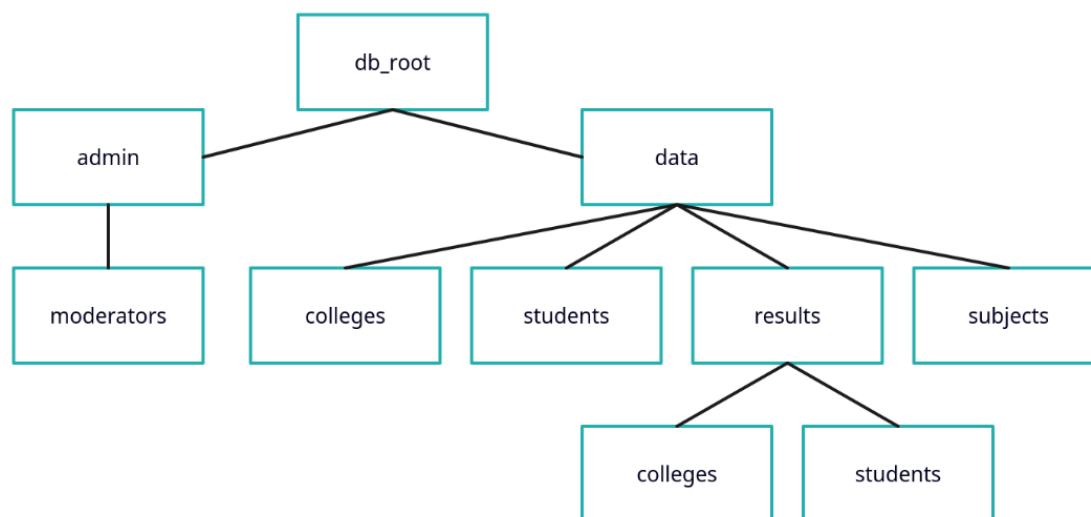 db_root
admin
data
moderators
colleges
students
results
subjects
colleges
students